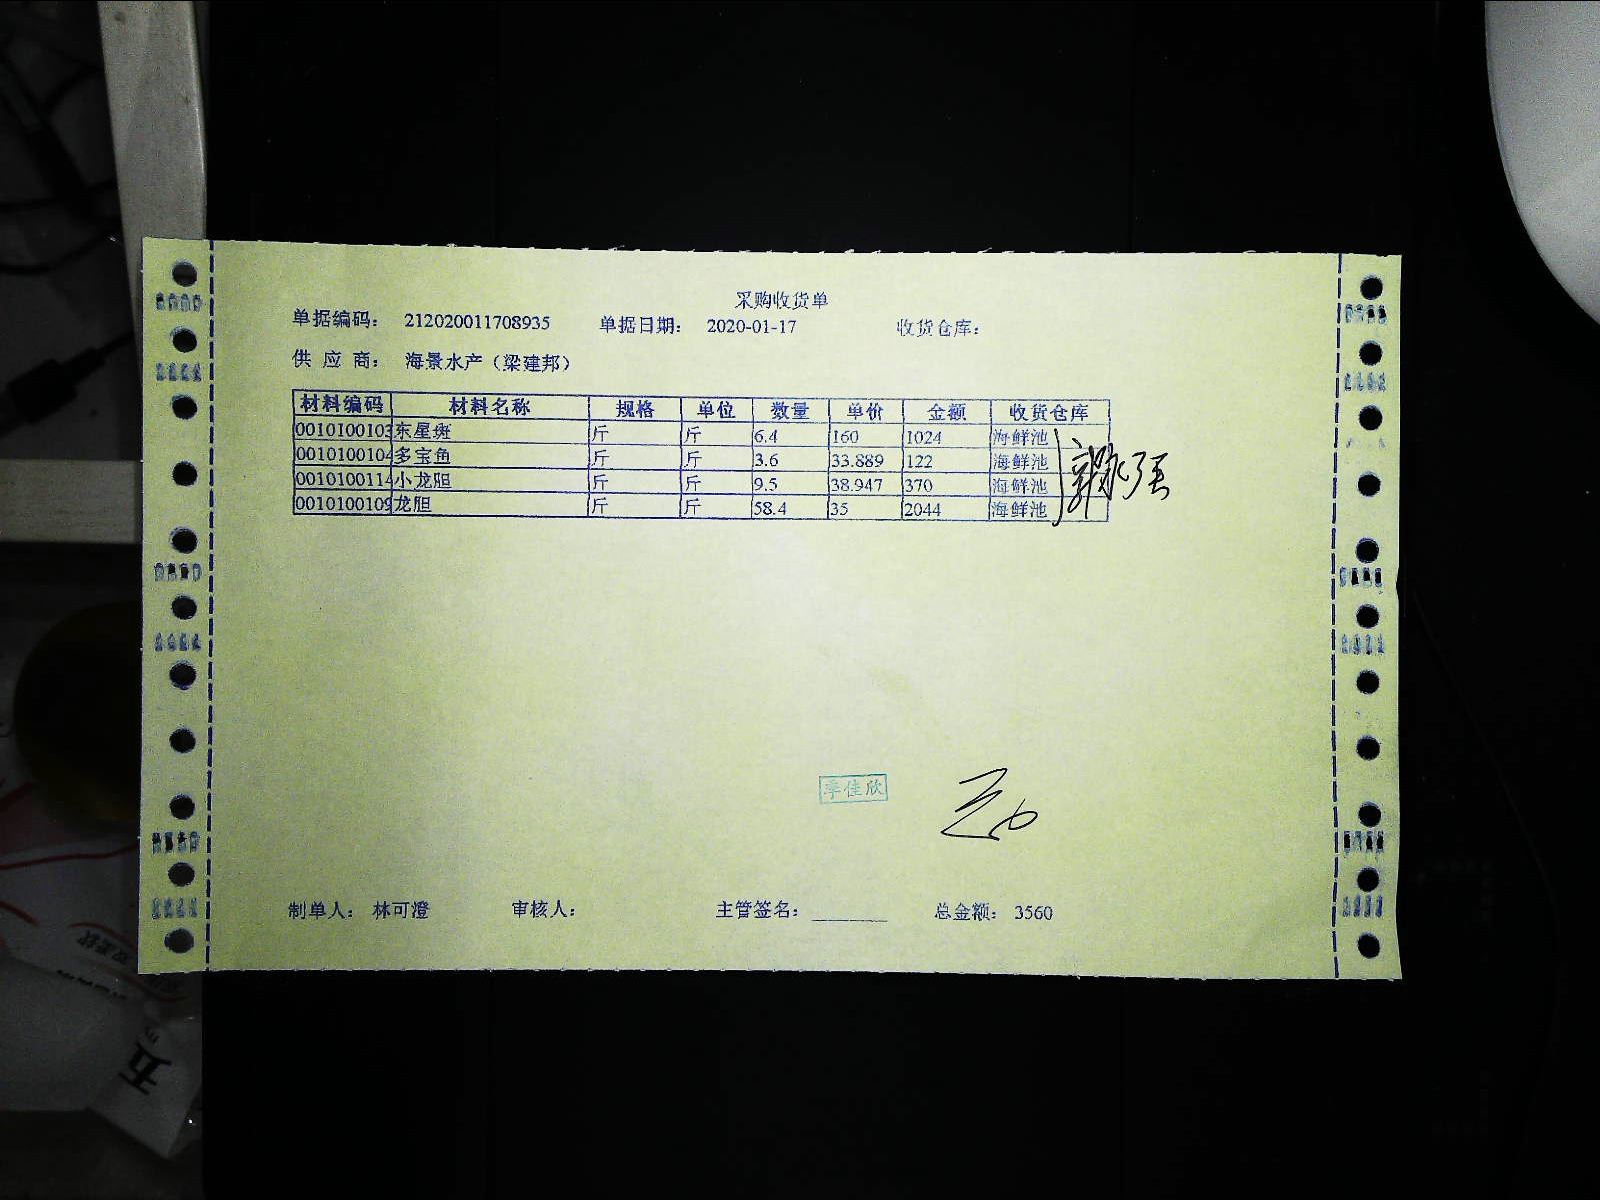 采购收货单
单据编码： 212020011708935 单据日期： 2020-01-17 收货仓库：
供 应 商： 海景水产（梁建邦）
材料编码 材料名称 规格 单位 数量 单价 金额 收货仓库
0010100103 东星斑 斤 斤 6.4 160 1024 海鲜池
0010100104 多宝鱼 斤 斤 3.6 33.889 122 海鲜池
0010100114 小龙胆 斤 斤 9.5 38.947 370 海鲜池
0010100109 龙胆 斤 斤 58.4 35 2044 海鲜池
李佳欣
制单人： 林可澄 审核人： 主管签名： 总金额： 3560
五